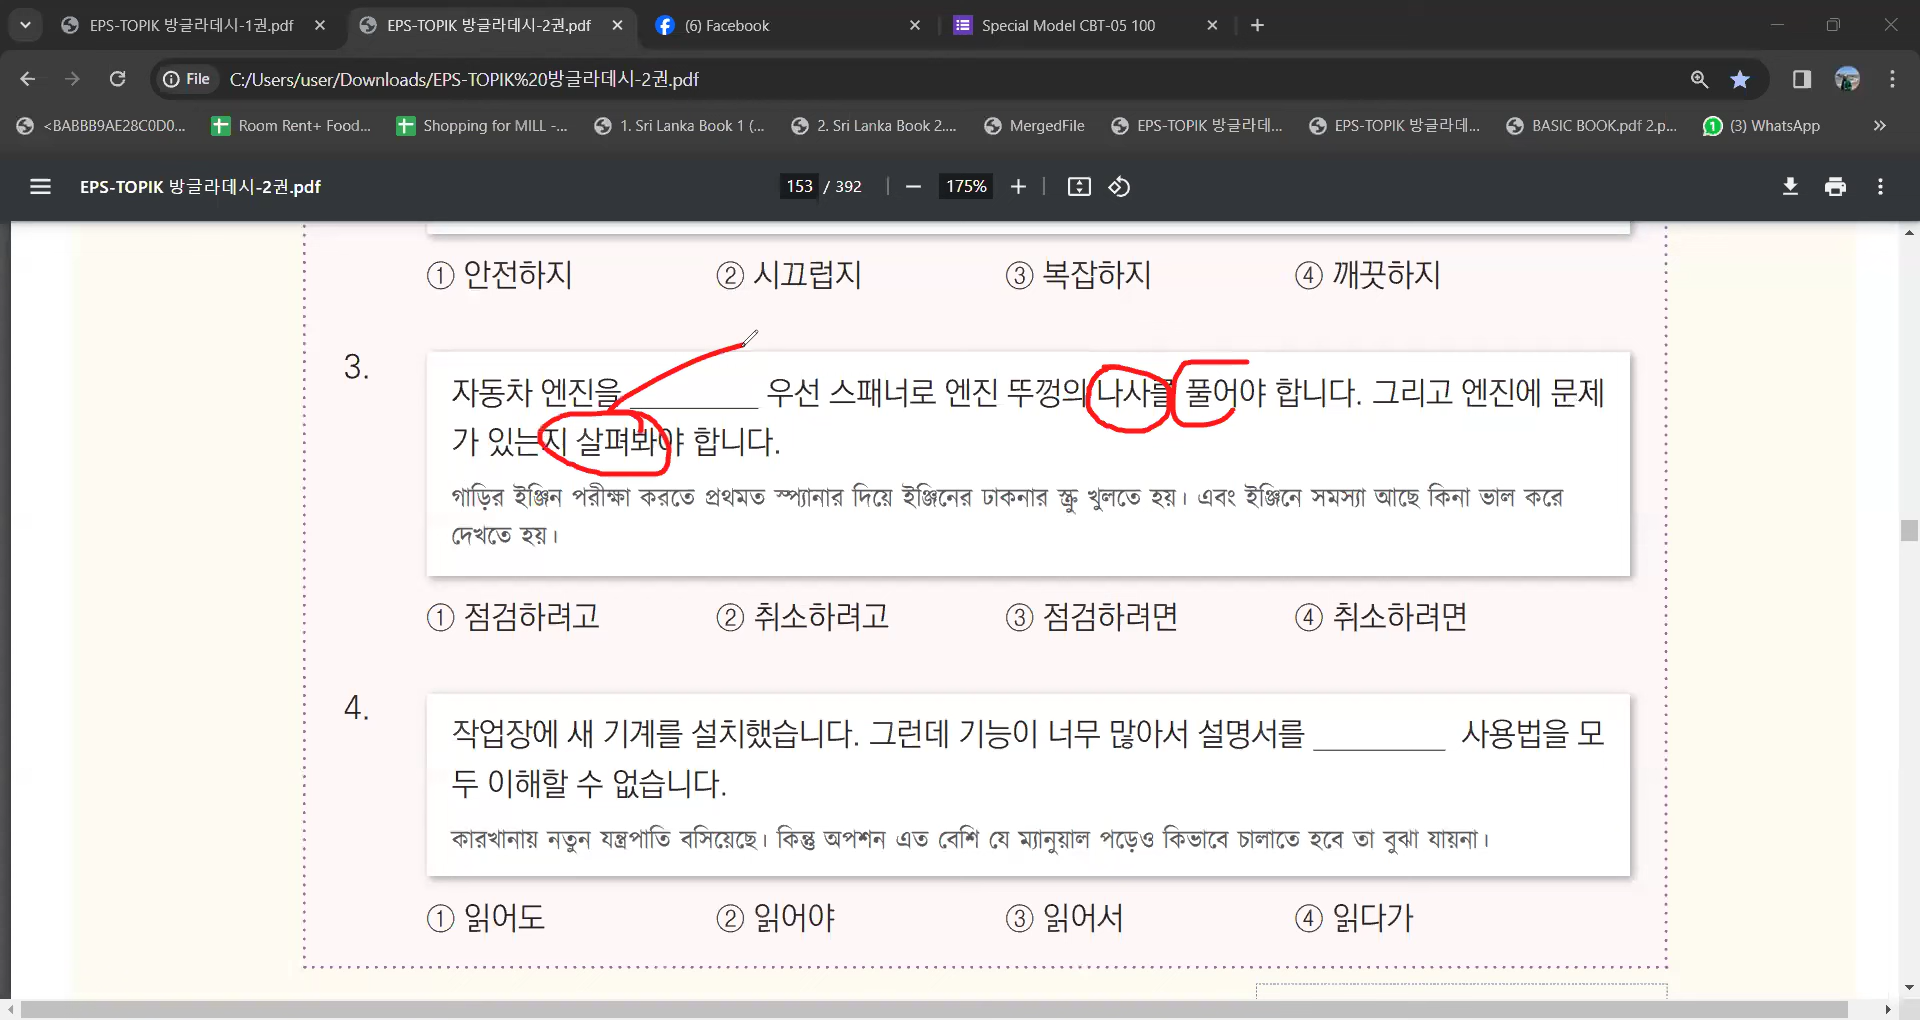 EPS-TOPIK 방글라데시-1권.pdf
EPS-TOPIK 방글라데시-2권.pdf
(6) Facebook
Special Model CBT-05 100
File
C:/Users/user/Downloads/EPS-TOPIK%20방글라데시-2권.pdf
<BABBB9AE28C0D0...
Room Rent+ Food...
Shopping for MILL -...
1. Sri Lanka Book 1 (...
2. Sri Lanka Book 2....
MergedFile
EPS-TOPIK 방글라데...
EPS-TOPIK 방글라데시...
BASIC BOOK.pdf 2.p...
1
(3) WhatsApp
EPS-TOPIK 방글라데시-2권.pdf
153 / 392
175%
① 안전하지 ② 시끄럽지 ③ 복잡하지 ④ 깨끗하지
3.
자동차 엔진을 ________ 우선 스패너로 엔진 뚜껑의 나사를 풀어야 합니다. 그리고 엔진에 문제
가 있는지 살펴봐야 합니다.
গাড়ির ইঞ্জিন পরীক্ষা করতে প্রথমত স্প্যানার দিয়ে ইঞ্জিনের ঢাকনার স্ক্রু খুলতে হয়। এবং ইঞ্জিনে সমস্যা আছে কিনা ভাল করে
দেখতে হয়।
① 점검하려고 ② 취소하려고 ③ 점검하려면 ④ 취소하려면
4.
작업장에 새 기계를 설치했습니다. 그런데 기능이 너무 많아서 설명서를 ________ 사용법을 모
두 이해할 수 없습니다.
কারখানায় নতুন যন্ত্রপাতি বসিয়েছে। কিন্তু অপশন এত বেশি যে ম্যানুয়াল পড়েও কিভাবে চালাতে হবে তা বুঝা যায়না।
① 읽어도 ② 읽어야 ③ 읽어서 ④ 읽다가